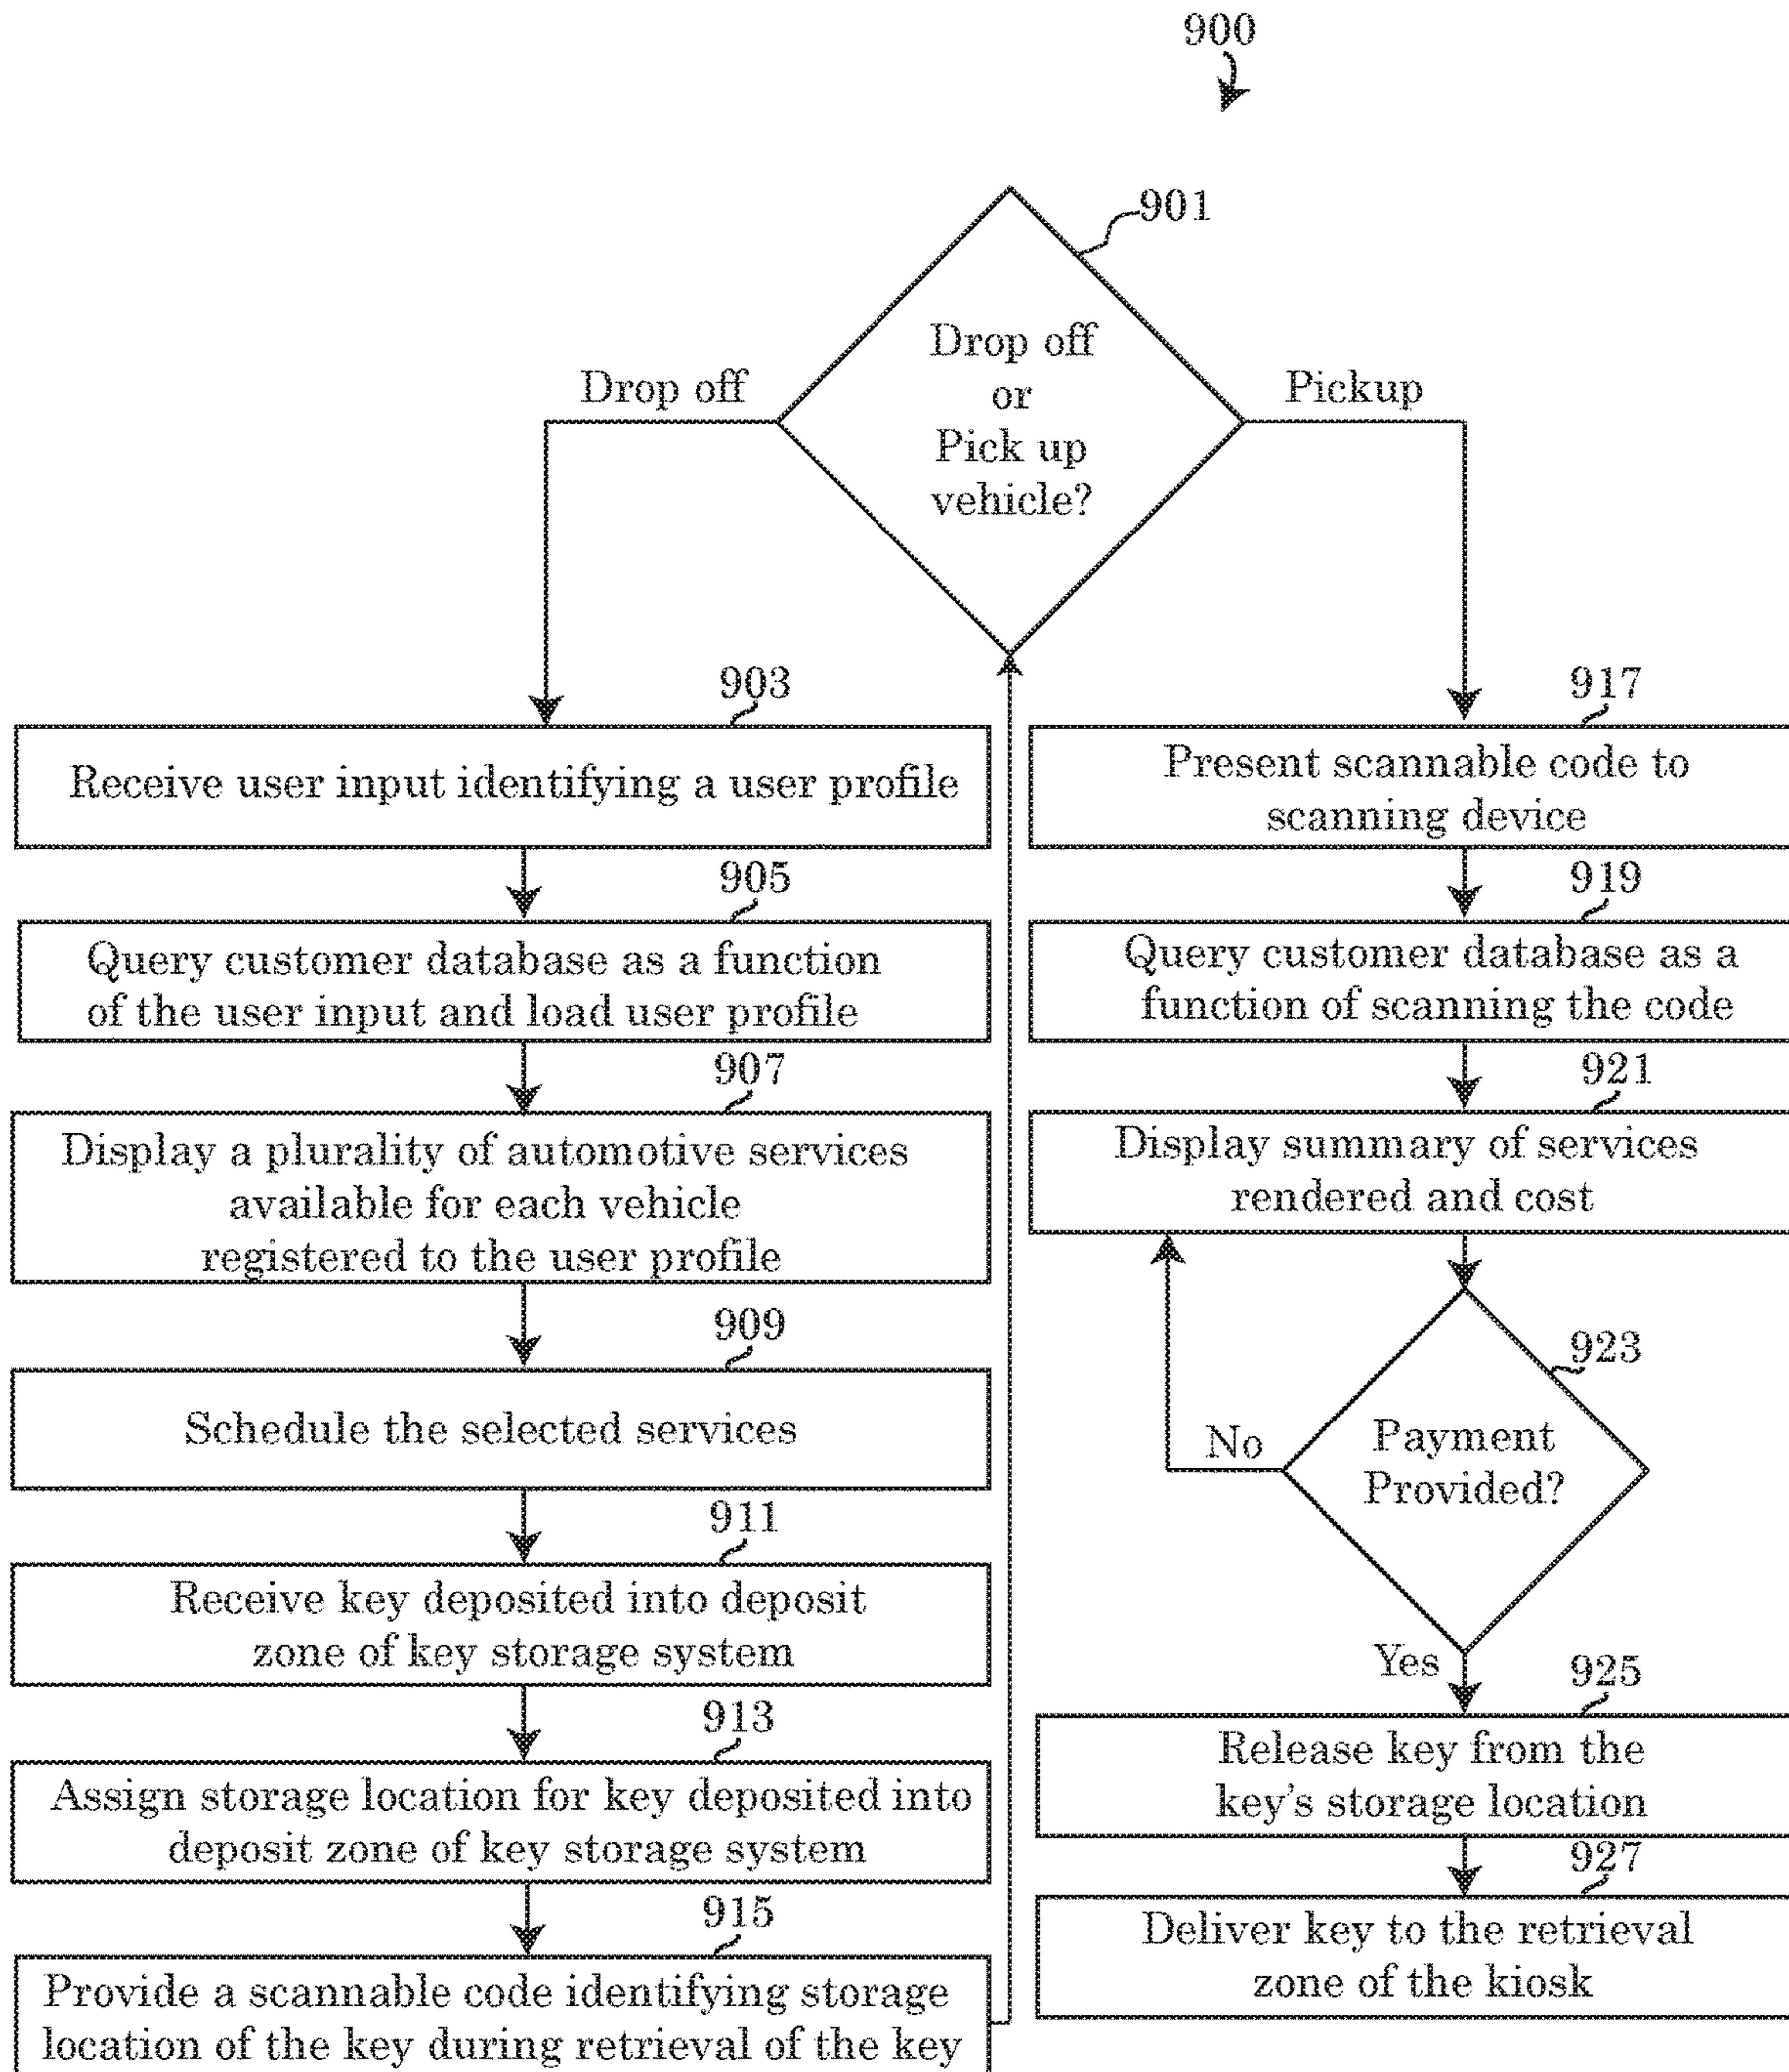 900
901
Drop off
or
Pick up
vehicle?
Drop off
Pickup
903
Receive user input identifying a user profile
905
Query customer database as a function
of the user input and load user profile
907
Display a plurality of automotive services
available for each vehicle
registered to the user profile
909
Schedule the selected services
911
Receive key deposited into deposit
zone of key storage system
913
Assign storage location for key deposited into
deposit zone of key storage system
915
Provide a scannable code identifying storage
location of the key during retrieval of the key
917
Present scannable code to
scanning device
919
Query customer database as a
function of scanning the code
921
Display summary of services
rendered and cost
923
Payment
Provided?
No
Yes
925
Release key from the
key's storage location
927
Deliver key to the retrieval
zone of the kiosk